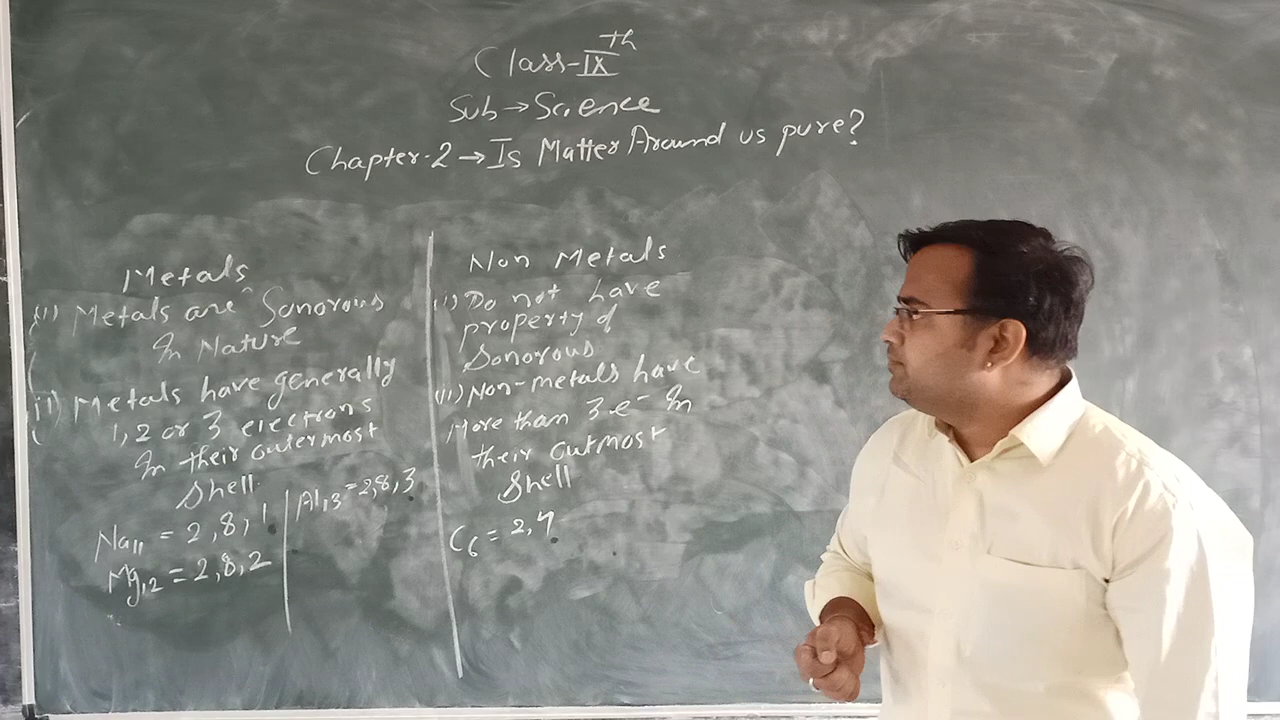 Class-IXth
Sub→Science
Chapter-2→Is Matter Around us pure?
Metals
(i) Metals are Sonorous
In Nature
(ii) Metals have generally
1, 2 or 3 electrons
In their outermost
Shell.
Na11 = 2,8,1
Mg12 = 2,8,2
Al13 = 2,8,3
Non Metals
(i) Do not have
property of
Sonorous.
(ii) Non-metals have
More than 3 e- In
their outmost
Shell
C6 = 2,4